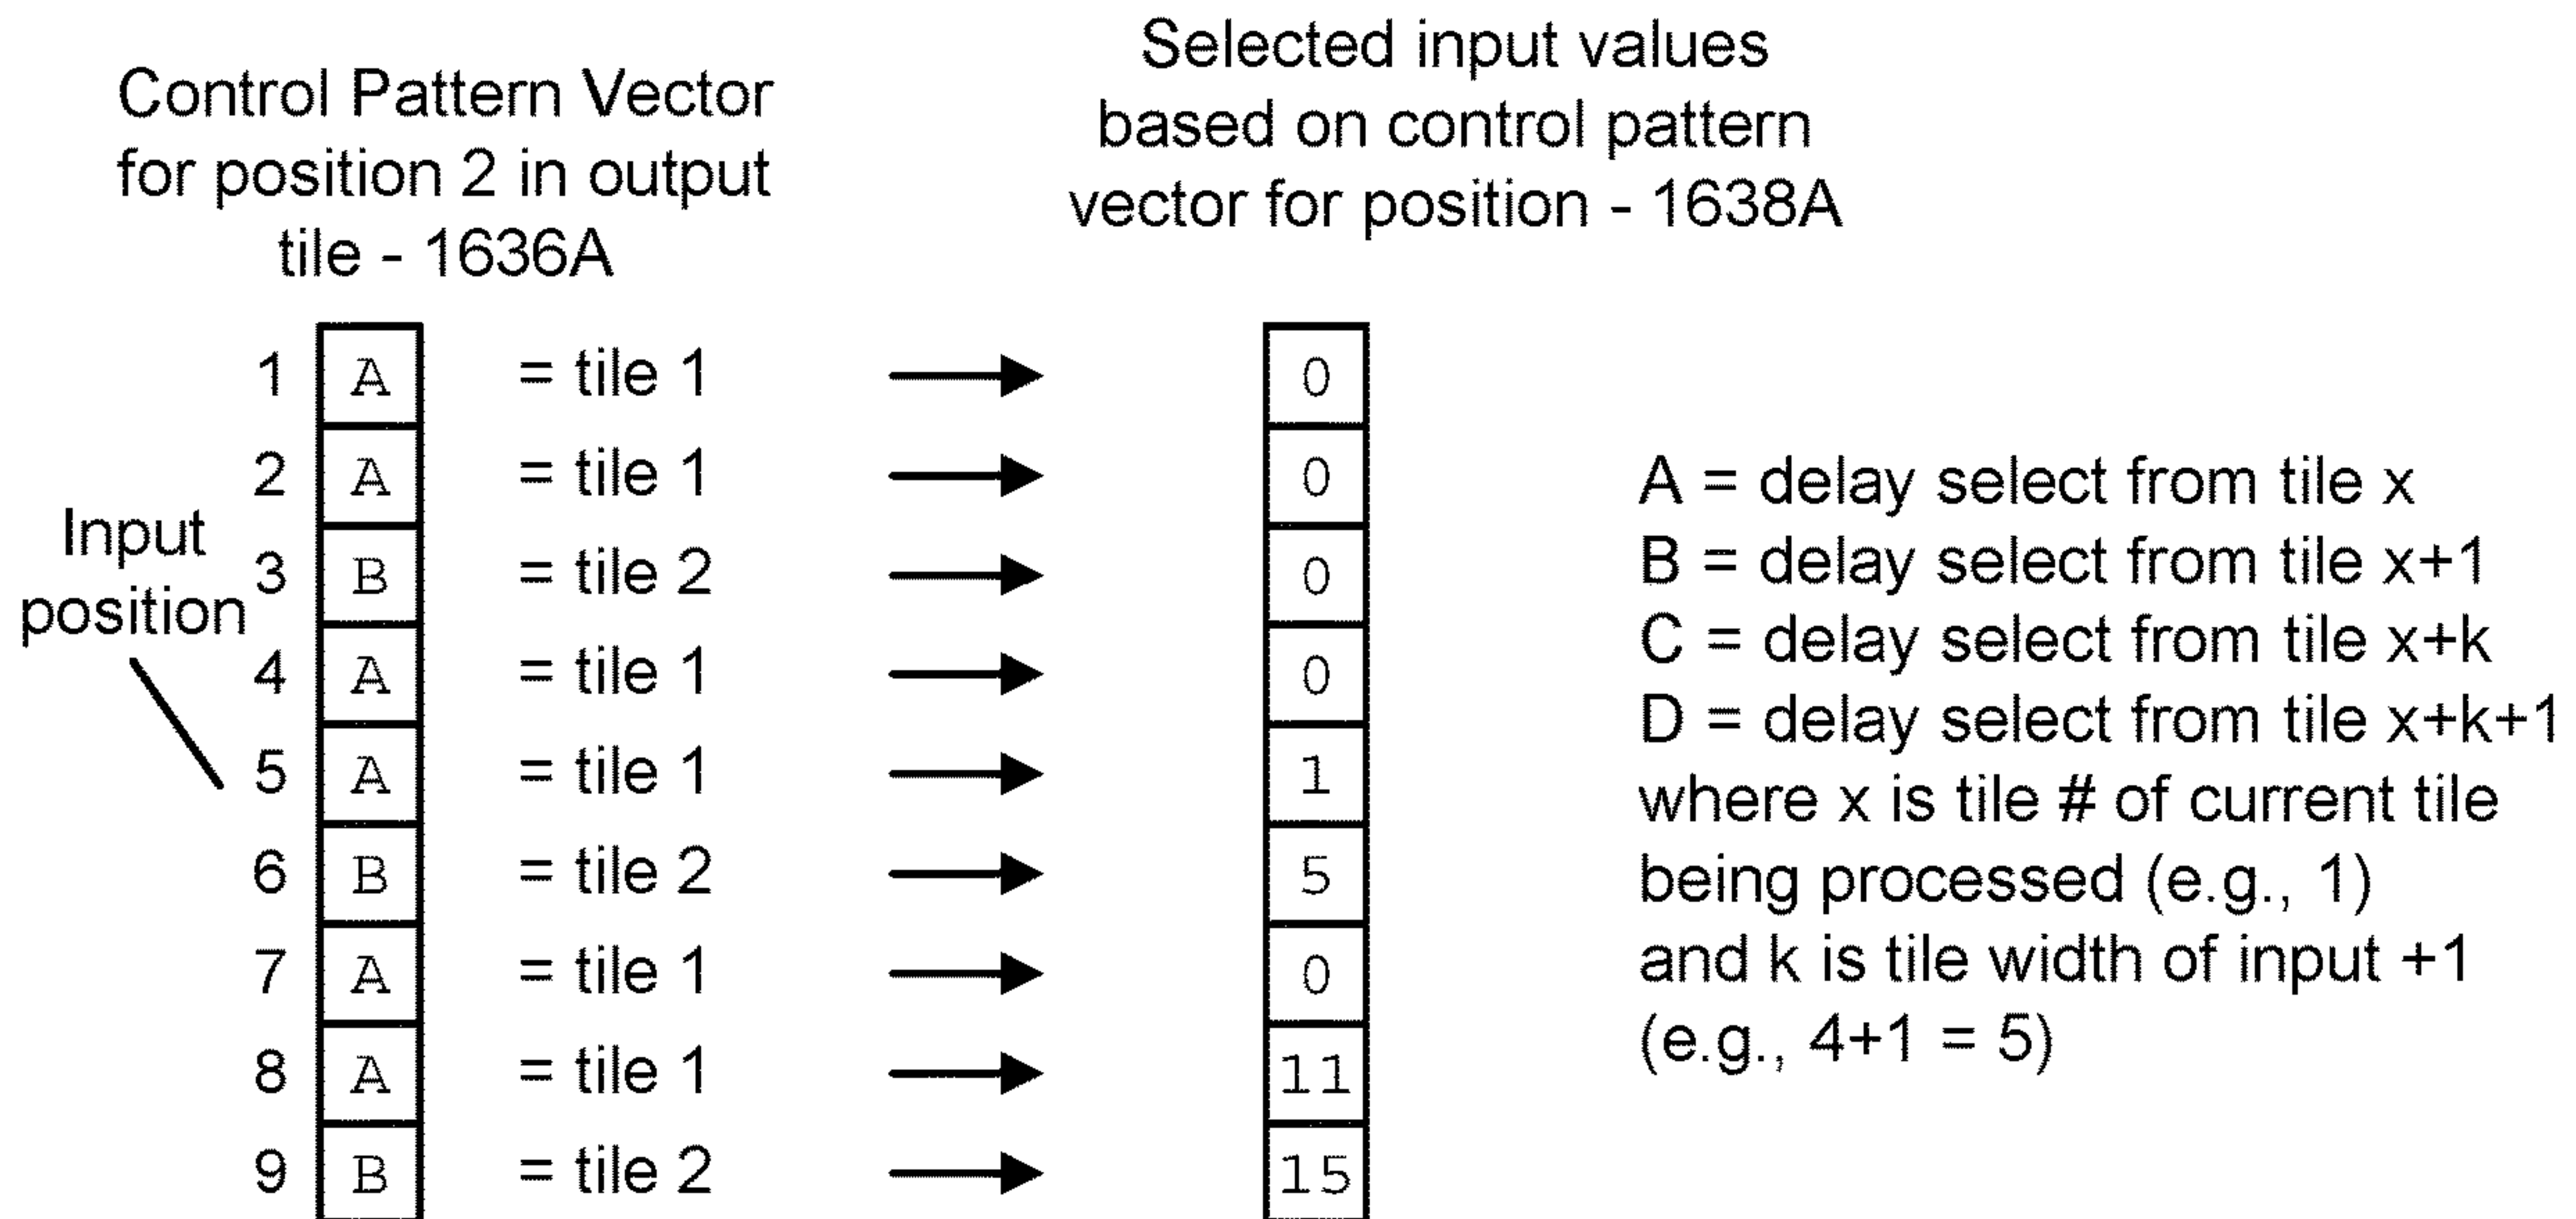 Control Pattern Vector
for position 2 in output
tile - 1636A
Selected input values
based on control pattern
vector for position - 1638A
Input
position
1 A = tile 1 0
2 A = tile 1 0
3 B = tile 2 0
4 A = tile 1 0
5 A = tile 1 1
6 B = tile 2 5
7 A = tile 1 0
8 A = tile 1 11
9 B = tile 2 15
A = delay select from tile x
B = delay select from tile x+1
C = delay select from tile x+k
D = delay select from tile x+k+1
where x is tile # of current tile
being processed (e.g., 1)
and k is tile width of input +1
(e.g., 4+1 = 5)